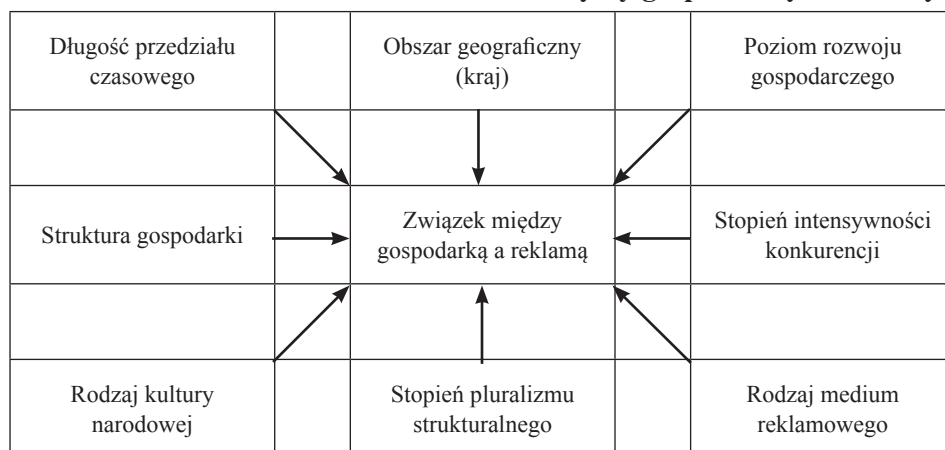 Długość przedziału
czasowego
Obszar geograficzny
(kraj)
Poziom rozwoju
gospodarczego
Struktura gospodarki
Związek między
gospodarką a reklamą
Stopień intensywności
konkurencji
Rodzaj kultury
narodowej
Stopień pluralizmu
strukturalnego
Rodzaj medium
reklamowego